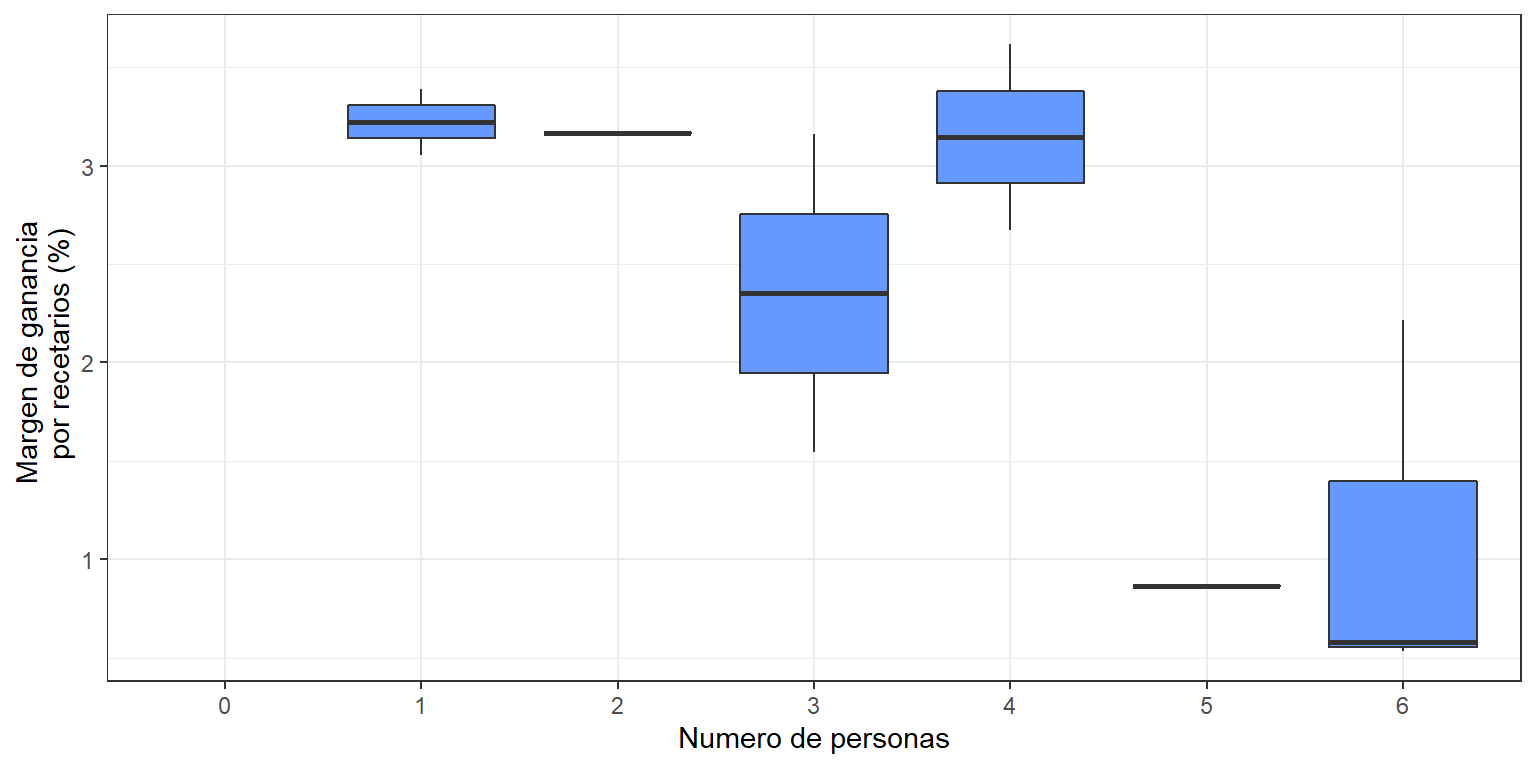 Margen de ganancia
por recetarios (%)
3
2
1
0 1 2 3 4 5 6
Numero de personas